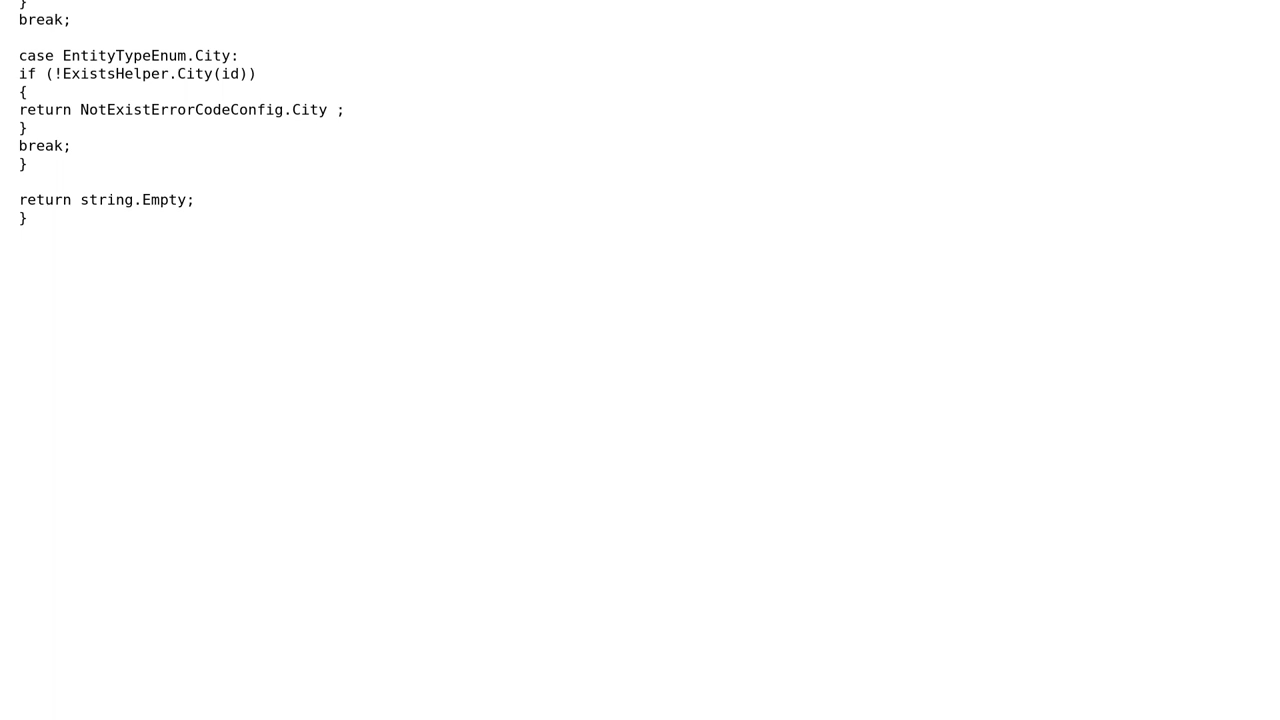 }
break;

case EntityTypeEnum.City:
if (!ExistsHelper.City(id))
{
return NotExistErrorCodeConfig.City ;
}
break;
}

return string.Empty;
}